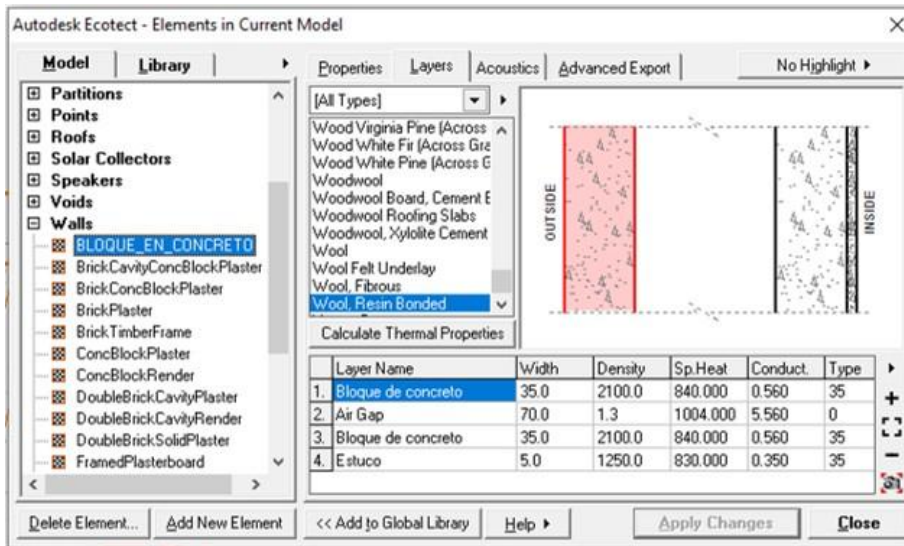 Autodesk Ecotect - Elements in Current Model
Model
Library
Partitions
Points
Roofs
Solar Collectors
Speakers
Voids
Walls
BLOQUE_EN_CONCRETO
BrickCavityConcBlockPlaster
BrickConcBlockPlaster
BrickPlaster
BrickTimberFrame
ConcBlockPlaster
ConcBlockRender
DoubleBrickCavityPlaster
DoubleBrickCavityRender
DoubleBrickSolidPlaster
FramedPlasterboard
Delete Element...
Add New Element
Properties
Layers
Acoustics
Advanced Export
No Highlight
[All Types]
Wood Virginia Pine (Across
Wood White Fir (Across Gra
Wood White Pine (Across G
Woodwool
Woodwool Board, Cement E
Woodwool Roofing Slabs
Woodwool, Xylolite Cement
Wool
Wool Felt Underlay
Wool, Fibrous
Wool, Resin Bonded
Calculate Thermal Properties
OUTSIDE
INSIDE
Layer Name Width Density Sp.Heat Conduct. Type
1. Bloque de concreto 35.0 2100.0 840.000 0.560 35
2. Air Gap 70.0 1.3 1004.000 5.560 0
3. Bloque de concreto 35.0 2100.0 840.000 0.560 35
4. Estuco 5.0 1250.0 830.000 0.350 35
<< Add to Global Library
Help
Apply Changes
Close